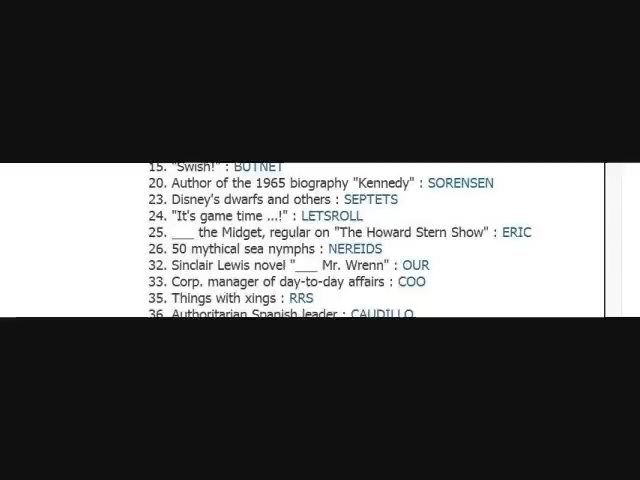 15. "Swish!" : BUTNET
20. Author of the 1965 biography "Kennedy" : SORENSEN
23. Disney's dwarfs and others : SEPTETS
24. "It's game time ...!" : LETSROLL
25. ___ the Midget, regular on "The Howard Stern Show" : ERIC
26. 50 mythical sea nymphs : NEREIDS
32. Sinclair Lewis novel "___ Mr. Wrenn" : OUR
33. Corp. manager of day-to-day affairs : COO
35. Things with xings : RRS
36. Authoritarian Spanish leader : CAUDILLO